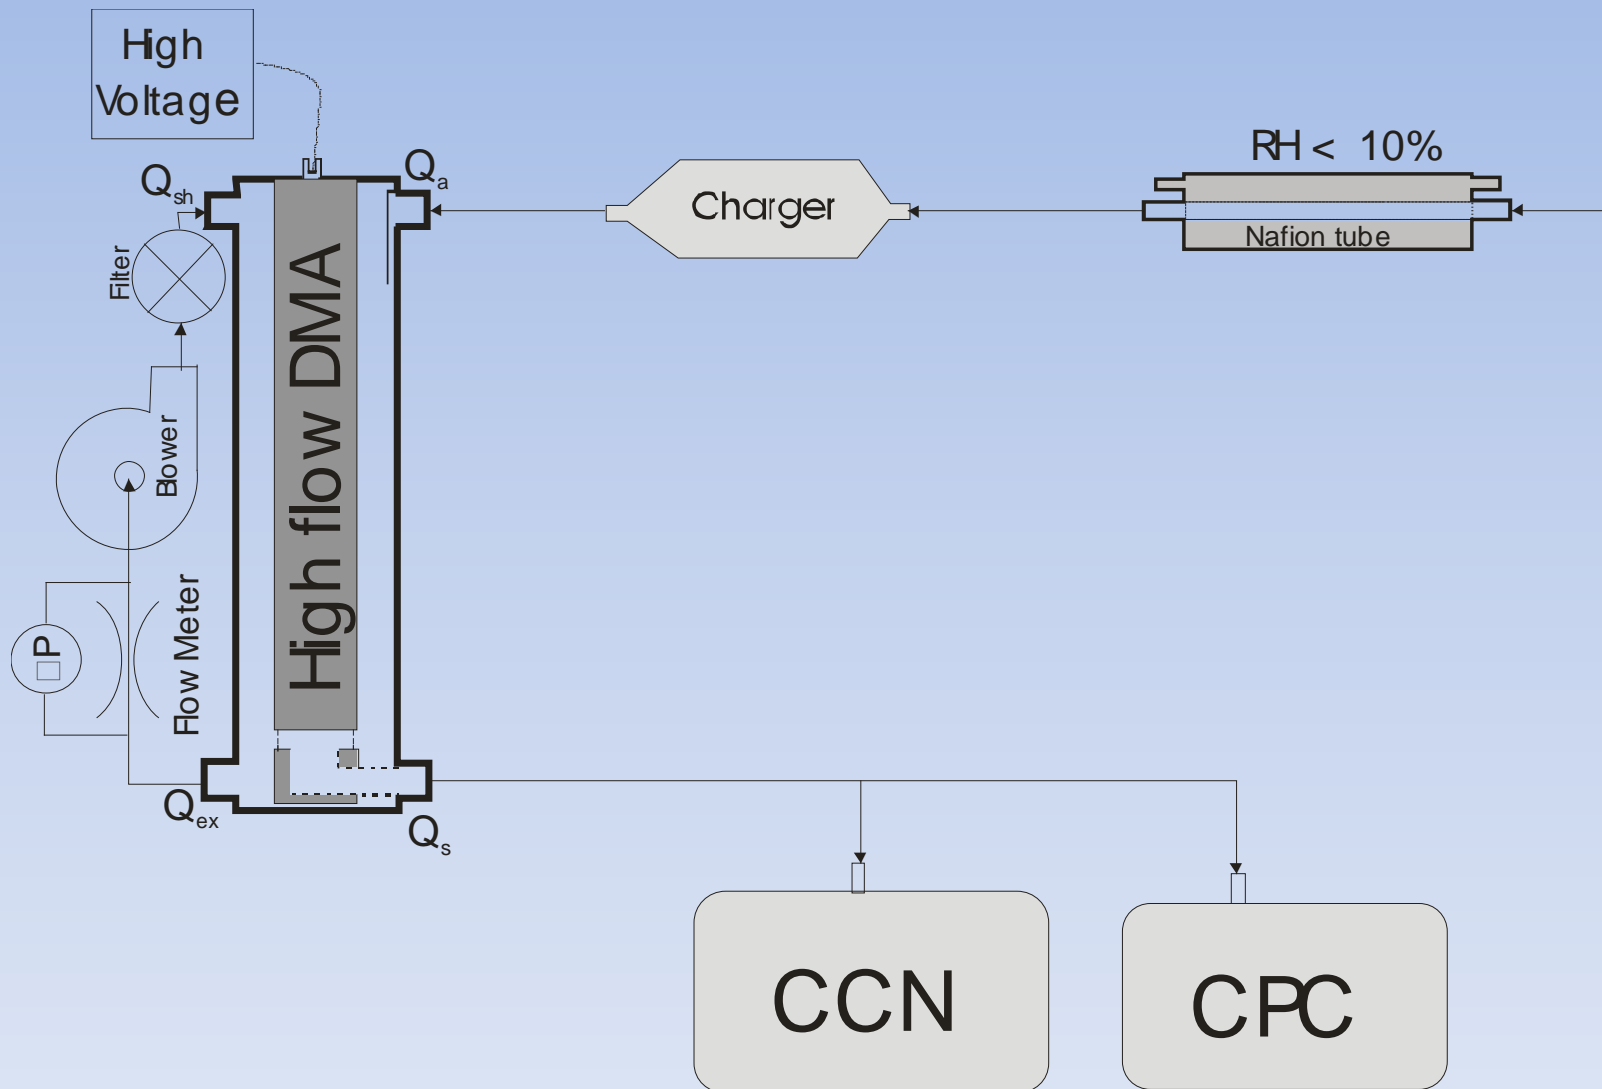 High
Voltage
Qsh
Qa
RH < 10%
Charger
Nafion tube
Filter
High flow DMA
Blower
Flow Meter
□P
Qex
Qs
CCN
CPC